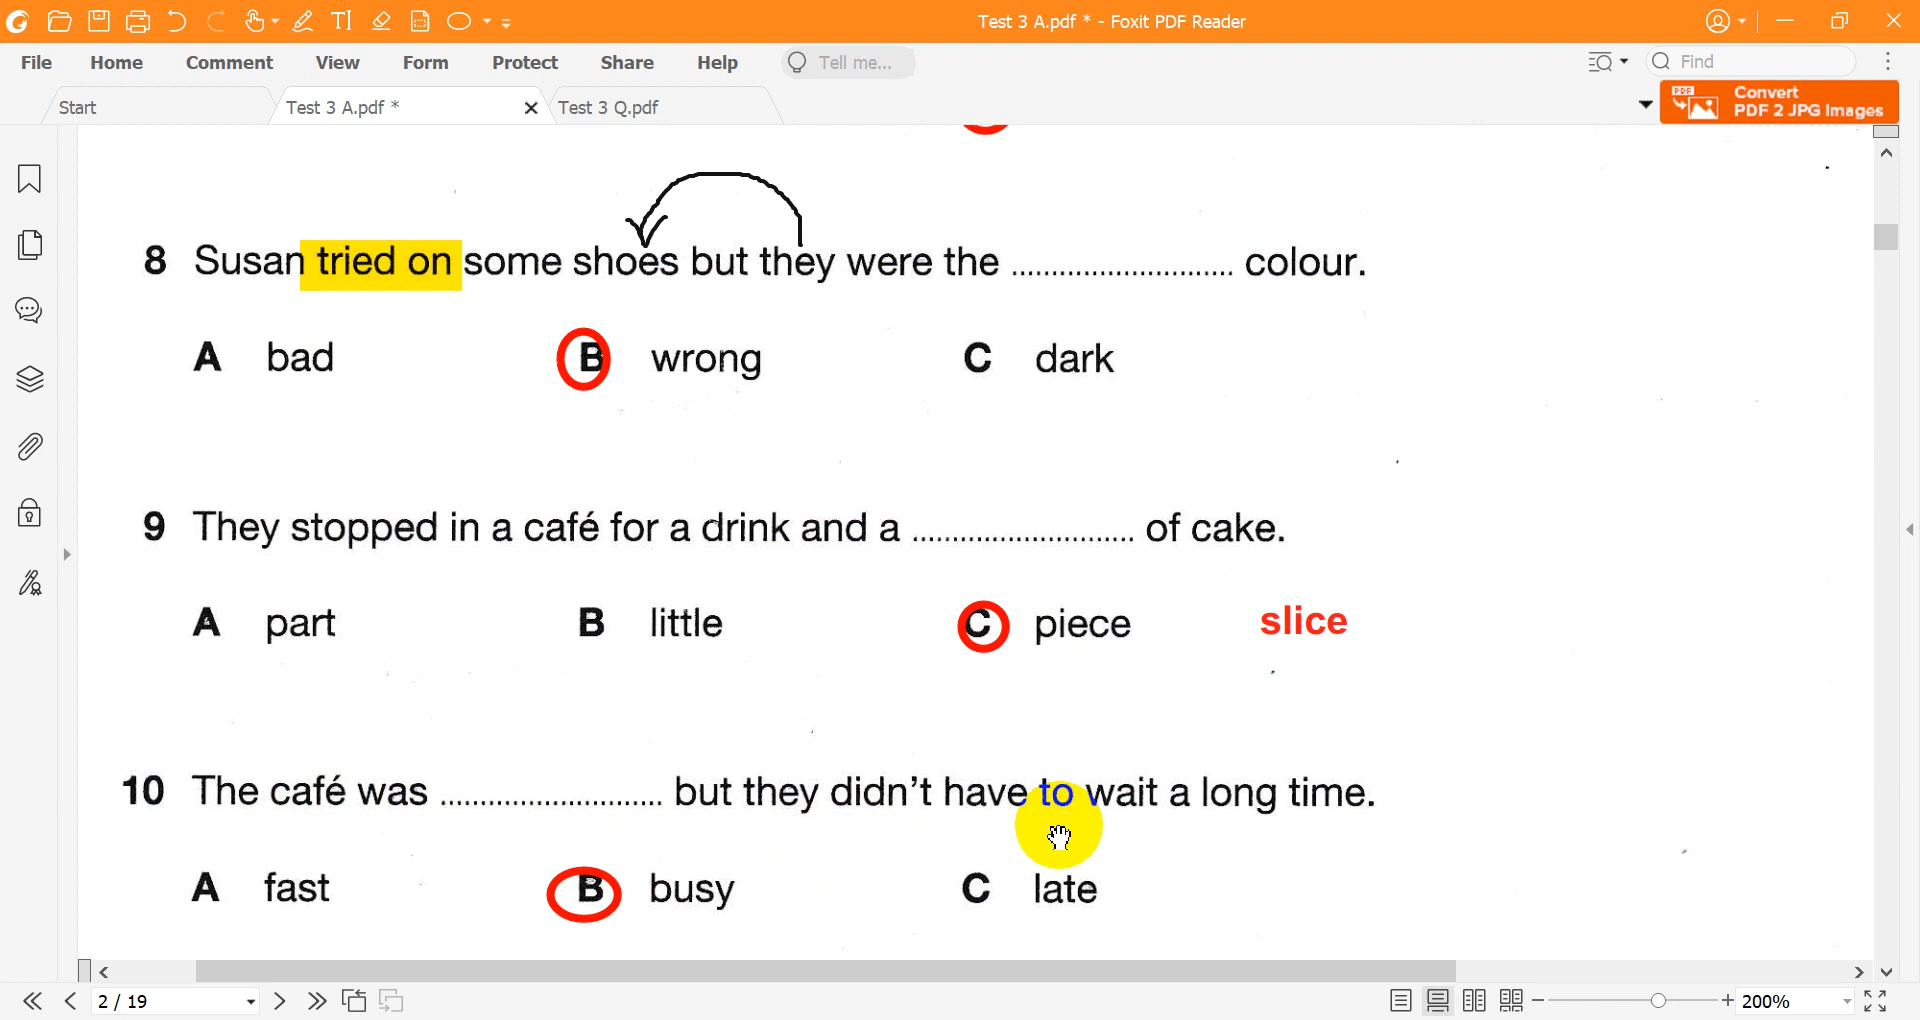 Test 3 A.pdf * - Foxit PDF Reader
File Home Comment View Form Protect Share Help Tell me... Find
Start Test 3 A.pdf * Test 3 Q.pdf
PDF Convert
PDF 2 JPG Images
8 Susan tried on some shoes but they were the ............................ colour.
A bad B wrong C dark
9 They stopped in a café for a drink and a ............................ of cake.
A part B little C piece slice
10 The café was ............................ but they didn't have to wait a long time.
A fast B busy C late
2 / 19 200%